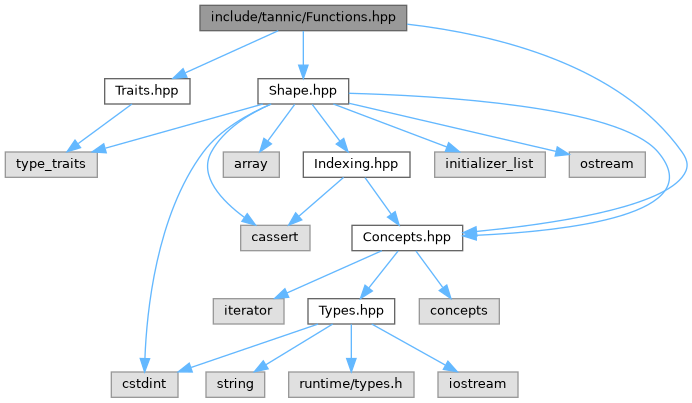 include/tannic/Functions.hpp
Traits.hpp
Shape.hpp
type_traits
array
Indexing.hpp
initializer_list
ostream
cassert
Concepts.hpp
iterator
Types.hpp
concepts
cstdint
string
runtime/types.h
iostream